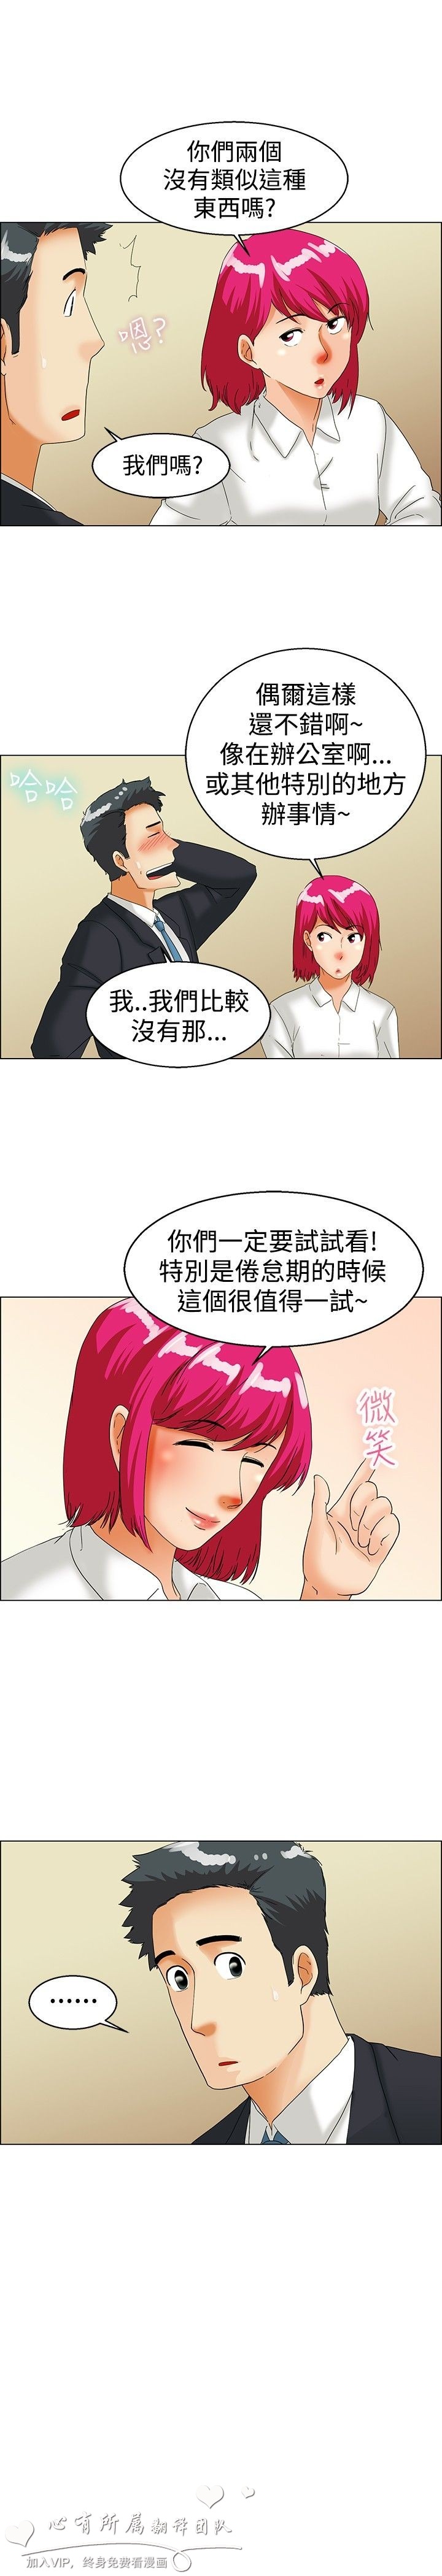 你們兩個
沒有類似這種
東西嗎?
嗯?
我們嗎?
偶爾這樣
還不錯啊~
像在辦公室啊...
或其他特別的地方
辦事情~
哈哈
我..我們比較
沒有那...
你們一定要試試看!
特別是倦怠期的時候
這個很值得一試~
微笑
......
心有所属翻译团队
加入VIP，终身免费看漫画